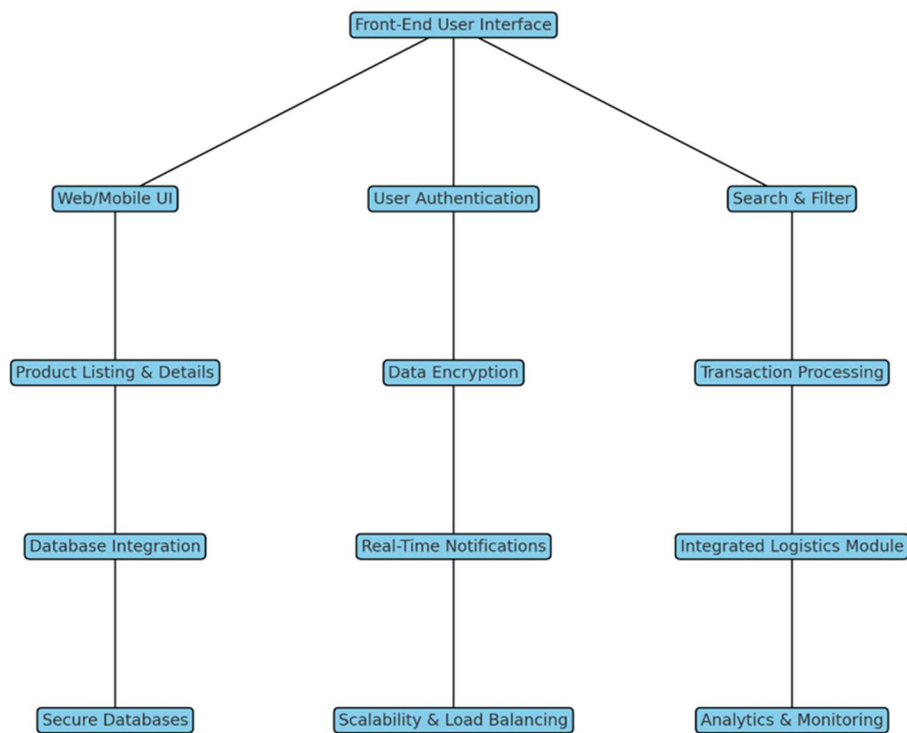 Front-End User Interface
Web/Mobile UI
User Authentication
Search & Filter
Product Listing & Details
Data Encryption
Transaction Processing
Database Integration
Real-Time Notifications
Integrated Logistics Module
Secure Databases
Scalability & Load Balancing
Analytics & Monitoring